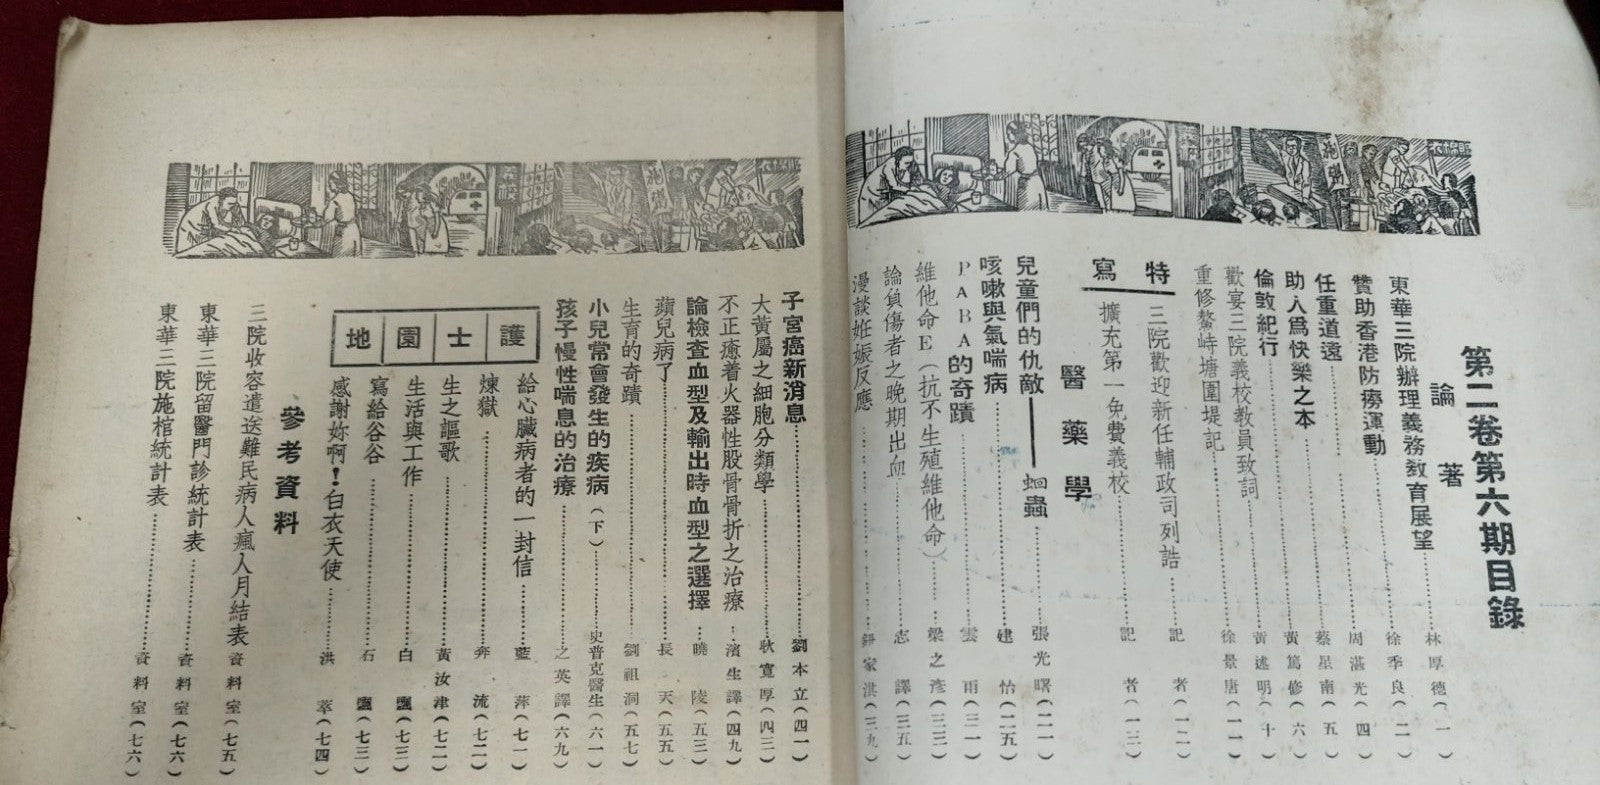 第二卷第六期目錄
論著
東華三院辦理義務教育展望……林厚德(一)
贊助香港防癆運動……徐季良(二)
任重道遠……周湛光(四)
助人為快樂之本……蔡星南(五)
倫敦紀行……黃篤修(六)
歡宴三院義校教員致詞……黃述明(十)
重修鰲峙塘圍堤記……徐景唐(一一)
特寫
三院歡迎新任輔政司列誥……記者(一二)
擴充第一免費義校……記者(一三)
醫藥學
兒童們的仇敵——蛔蟲……張光曙(二一)
咳嗽與氣喘病……建怡(二五)
PABA的奇蹟……雲雨(三一)
維他命E(抗不生殖維他命)……梁之彥(三三)
論負傷者之晚期出血……志譯(三五)
漫談妊娠反應……家淇(三九)
子宮癌新消息……劉本立(四一)
大黃屬之細胞分類學……狄寬厚(四三)
不正癒着火器性股骨骨折之治療……濱生譯(四九)
論檢查血型及輸出時血型之選擇……曉陵(五三)
蘋兒病了……長天(五五)
生育的奇蹟……劉祖洞(五七)
小兒常會發生的疾病(下)……史普克醫生(六一)
孩子慢性喘息的治療……之英譯(六九)
護士園地
給心臟病者的一封信……藍萍(七一)
煉獄……奔流(七二)
生之謳歌……黃汝津(七二)
生活與工作……白(七三)
寫給谷谷……石(七三)
感謝妳啊!白衣天使……洪萃(七四)
參考資料
三院收容遣送難民病人瘋人月結表……資料室(七五)
東華三院留醫門診統計表……資料室(七六)
東華三院施棺統計表……資料室(七六)